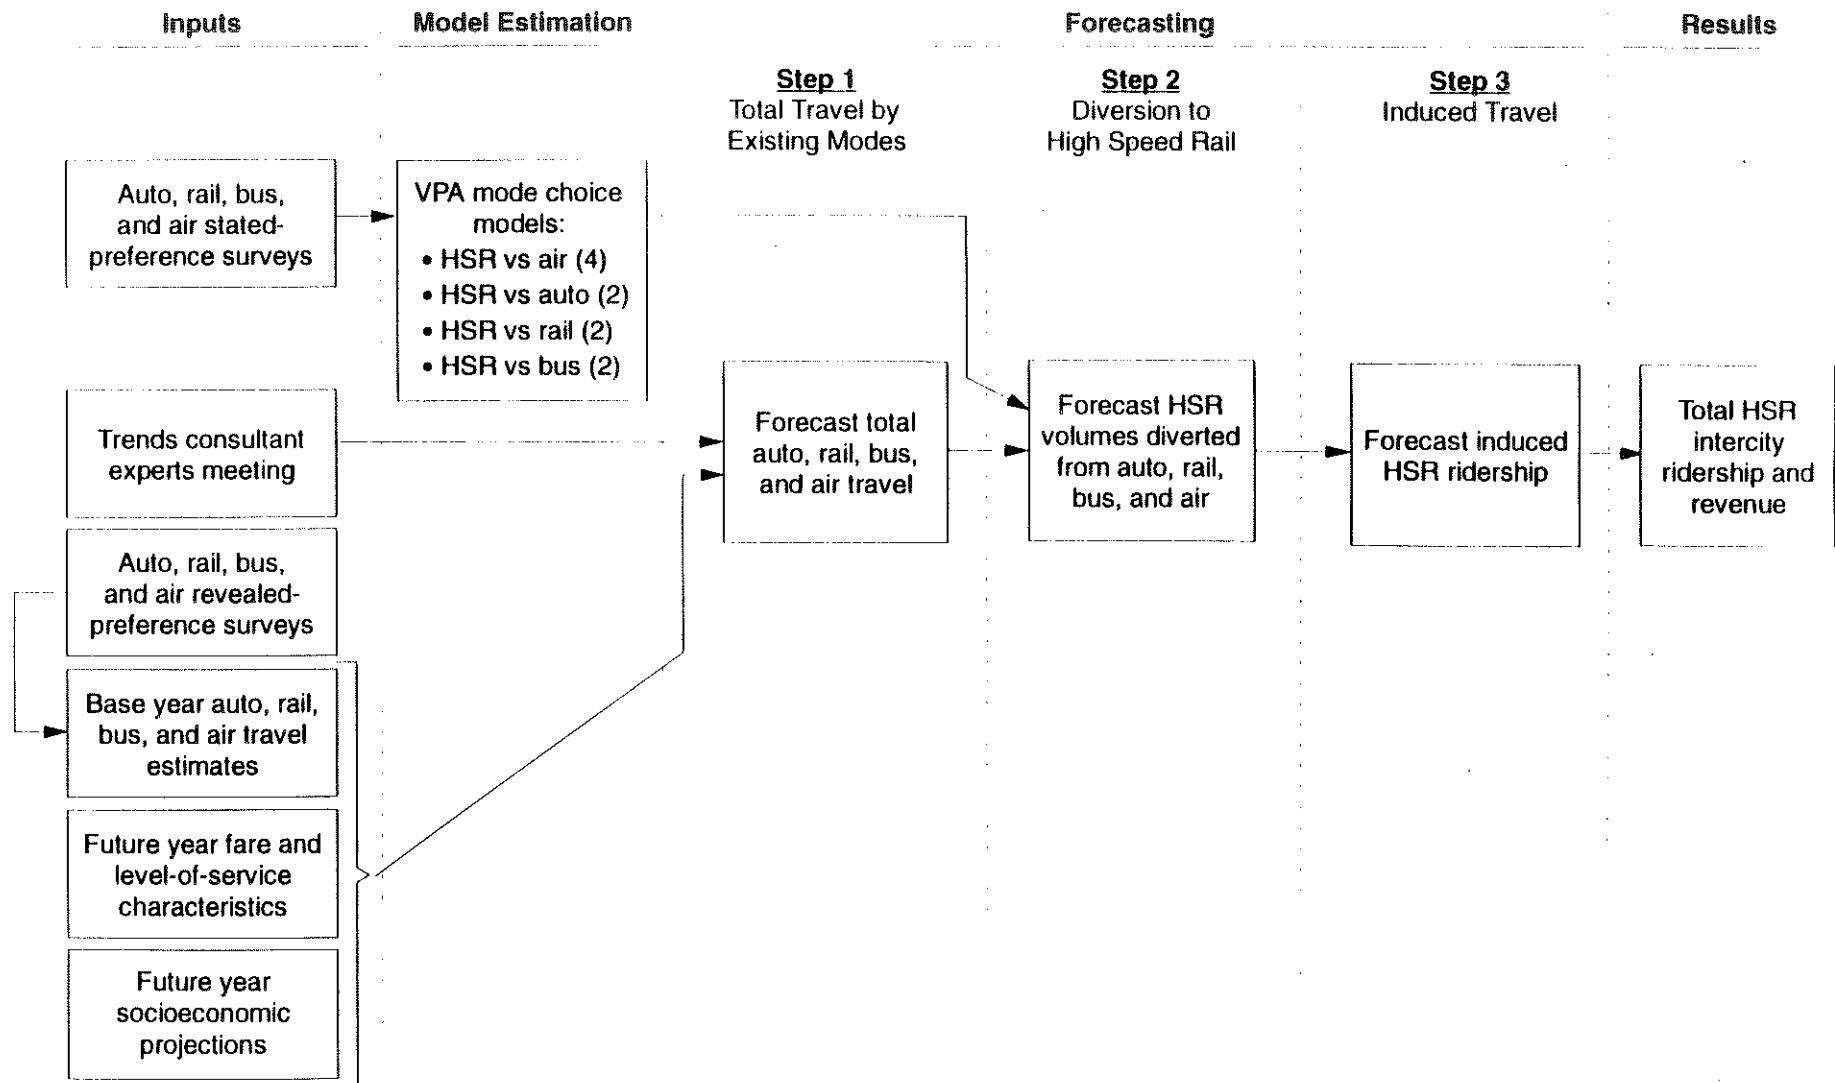 Inputs
Model Estimation
Forecasting
Results
Step 1
Total Travel by
Existing Modes
Step 2
Diversion to
High Speed Rail
Step 3
Induced Travel
Auto, rail, bus,
and air stated-
preference surveys
VPA mode choice
models:
• HSR vs air (4)
• HSR vs auto (2)
• HSR vs rail (2)
• HSR vs bus (2)
Trends consultant
experts meeting
Forecast total
auto, rail, bus,
and air travel
Forecast HSR
volumes diverted
from auto, rail,
bus, and air
Forecast induced
HSR ridership
Total HSR
intercity
ridership and
revenue
Auto, rail, bus,
and air revealed-
preference surveys
Base year auto, rail,
bus, and air travel
estimates
Future year fare and
level-of-service
characteristics
Future year
socioeconomic
projections